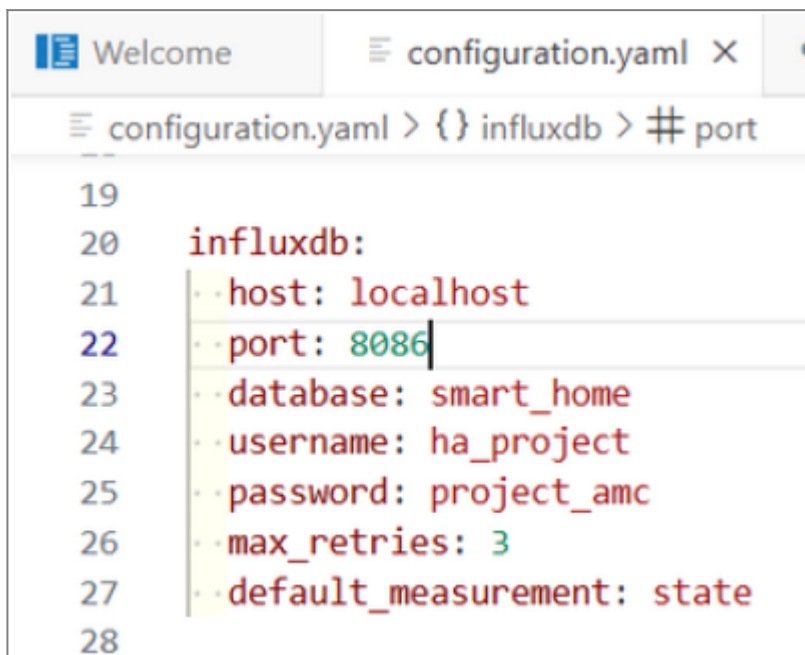 Welcome configuration.yaml ×
configuration.yaml > {} influxdb > # port
19
20 influxdb:
21 host: localhost
22 port: 8086
23 database: smart_home
24 username: ha_project
25 password: project_amc
26 max_retries: 3
27 default_measurement: state
28